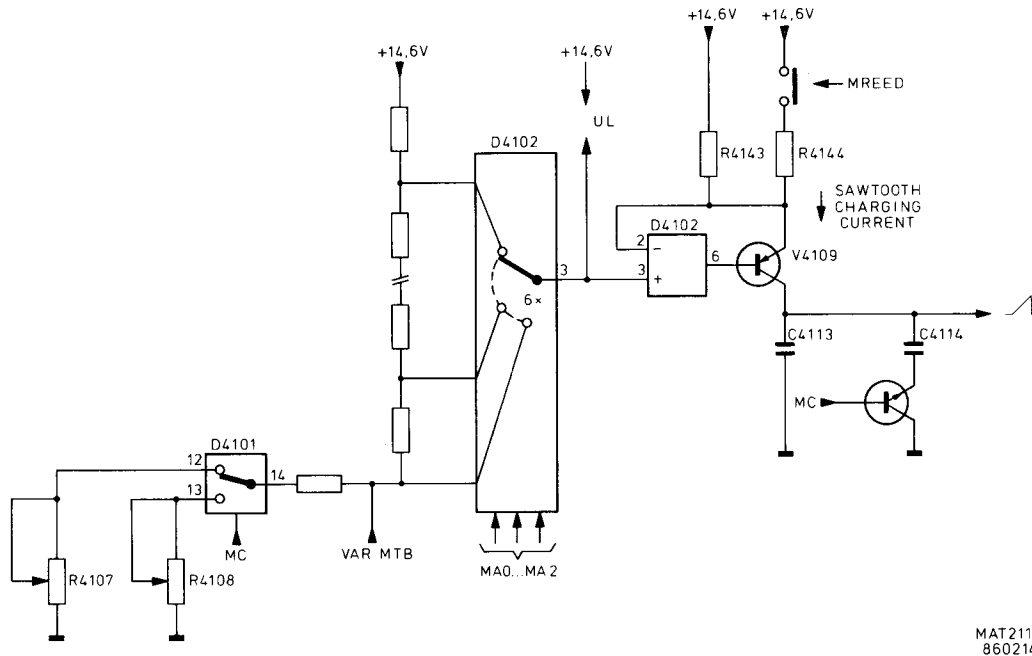 +14,6V
+14,6V
+14,6V
+14,6V
MREED
UL
D4102
R4143
R4144
SAWTOOTH
CHARGING
CURRENT
D4102
2
−
3
3
+
6
V4109
6×
C4113
C4114
MC
D4101
12
14
13
MC
VAR MTB
MA0...MA2
R4107
R4108
MAT211